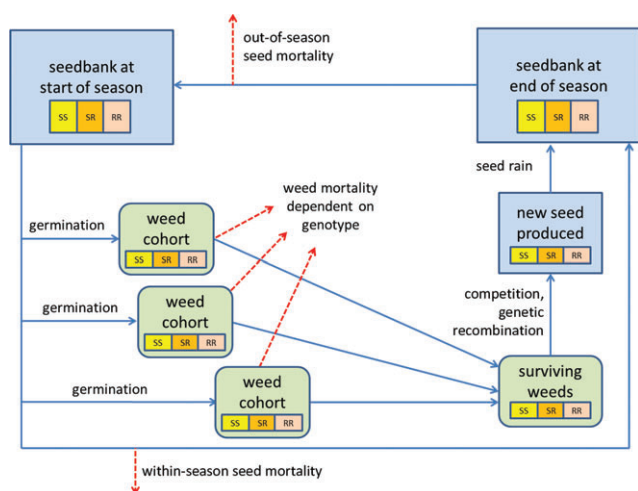 out-of-season
seed mortality
seedbank at
start of season
SS SR RR
seedbank at
end of season
SS SR RR
seed rain
weed mortality
dependent on
genotype
germination
weed
cohort
SS SR RR
new seed
produced
SS SR RR
germination
weed
cohort
SS SR RR
competition,
genetic
recombination
germination
weed
cohort
SS SR RR
surviving
weeds
SS SR RR
within-season seed mortality